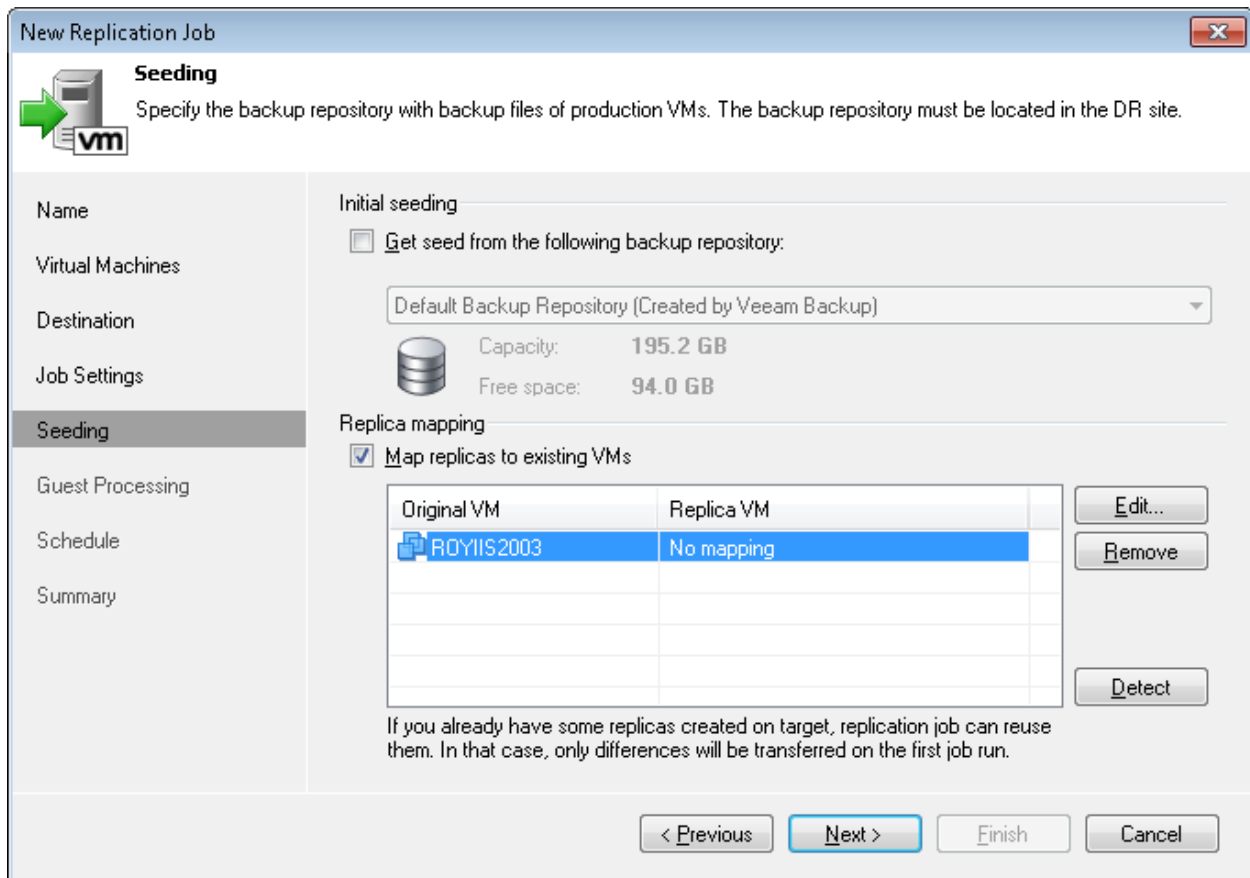 New Replication Job
Seeding
Specify the backup repository with backup files of production VMs. The backup repository must be located in the DR site.
vm
Name
Virtual Machines
Destination
Job Settings
Seeding
Guest Processing
Schedule
Summary
Initial seeding
Get seed from the following backup repository:
Default Backup Repository (Created by Veeam Backup)
Capacity: 195.2 GB
Free space: 94.0 GB
Replica mapping
Map replicas to existing VMs
Original VM Replica VM
ROYIIS2003 No mapping
Edit...
Remove
Detect
If you already have some replicas created on target, replication job can reuse
them. In that case, only differences will be transferred on the first job run.
< Previous Next > Finish Cancel